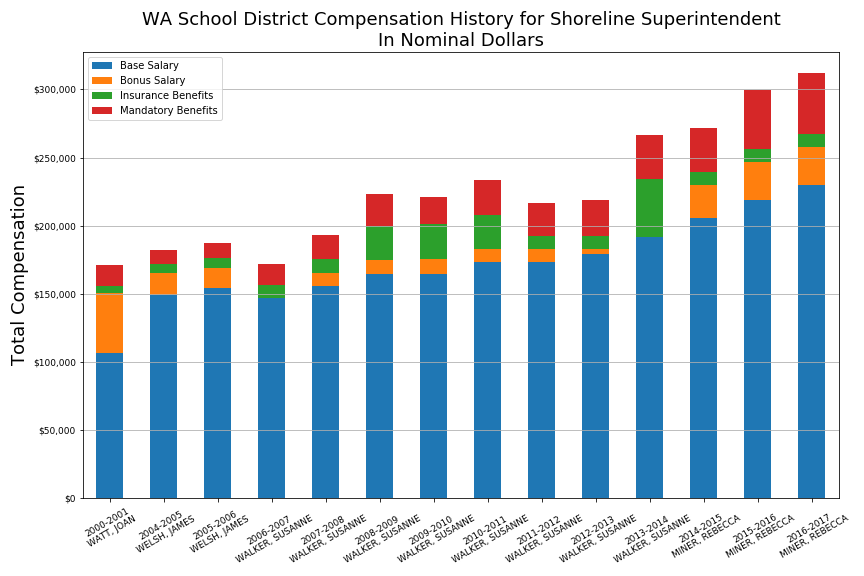 WA School District Compensation History for Shoreline Superintendent
In Nominal Dollars
Base Salary
Bonus Salary
Insurance Benefits
Mandatory Benefits
Total Compensation
$300,000
$250,000
$200,000
$150,000
$100,000
$50,000
$0
2000-2001
WATT, JOAN
2004-2005
WELSH, JAMES
2005-2006
WELSH, JAMES
2006-2007
WALKER, SUSANNE
2007-2008
WALKER, SUSANNE
2008-2009
WALKER, SUSANNE
2009-2010
WALKER, SUSANNE
2010-2011
WALKER, SUSANNE
2011-2012
WALKER, SUSANNE
2012-2013
WALKER, SUSANNE
2013-2014
WALKER, SUSANNE
2014-2015
MINER, REBECCA
2015-2016
MINER, REBECCA
2016-2017
MINER, REBECCA